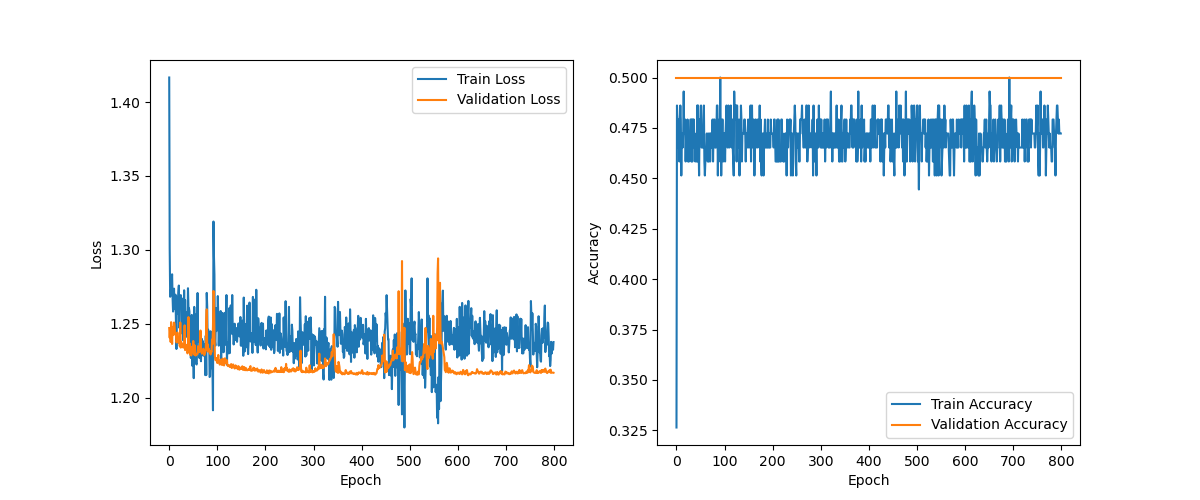 Train Loss
Validation Loss
1.40
1.35
1.30
1.25
1.20
Loss
0 100 200 300 400 500 600 700 800
Epoch
0.500
0.475
0.450
0.425
0.400
0.375
0.350
0.325
Accuracy
Train Accuracy
Validation Accuracy
0 100 200 300 400 500 600 700 800
Epoch